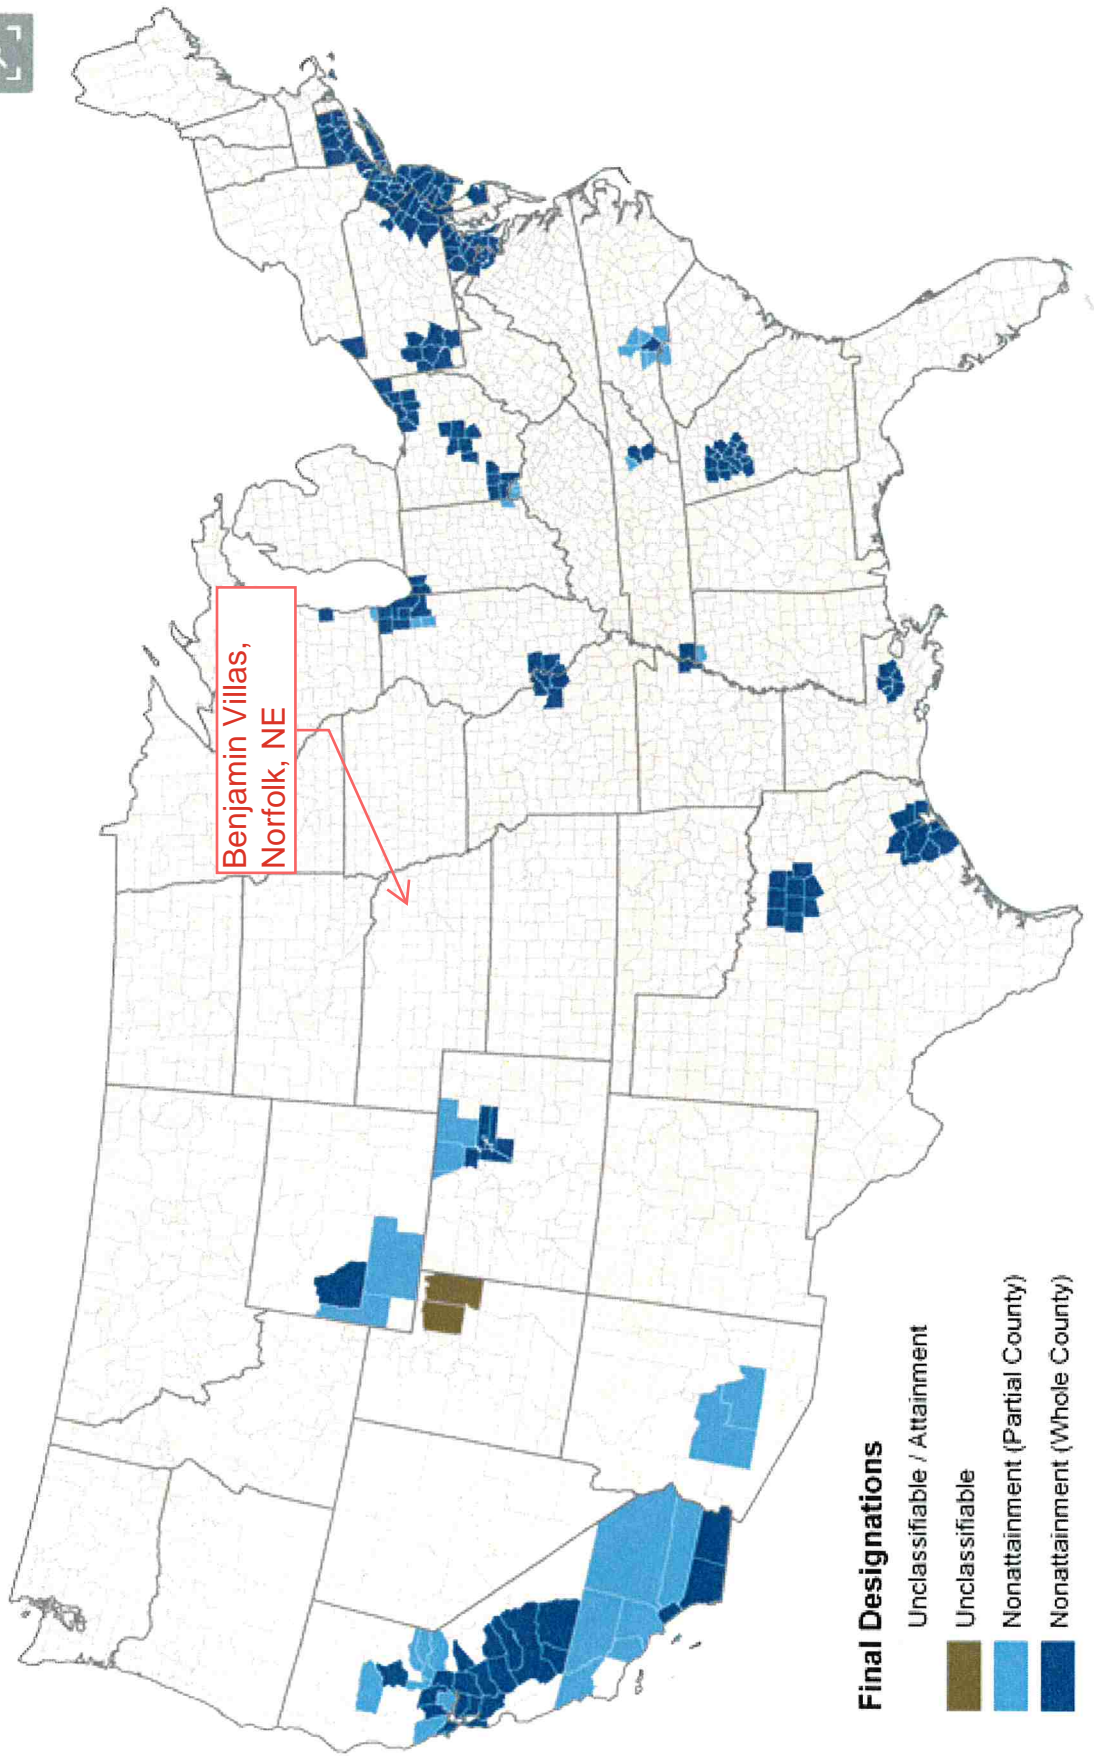 Benjamin Villas,
Norfolk, NE
Final Designations
Unclassifiable / Attainment
Unclassifiable
Nonattainment (Partial County)
Nonattainment (Whole County)